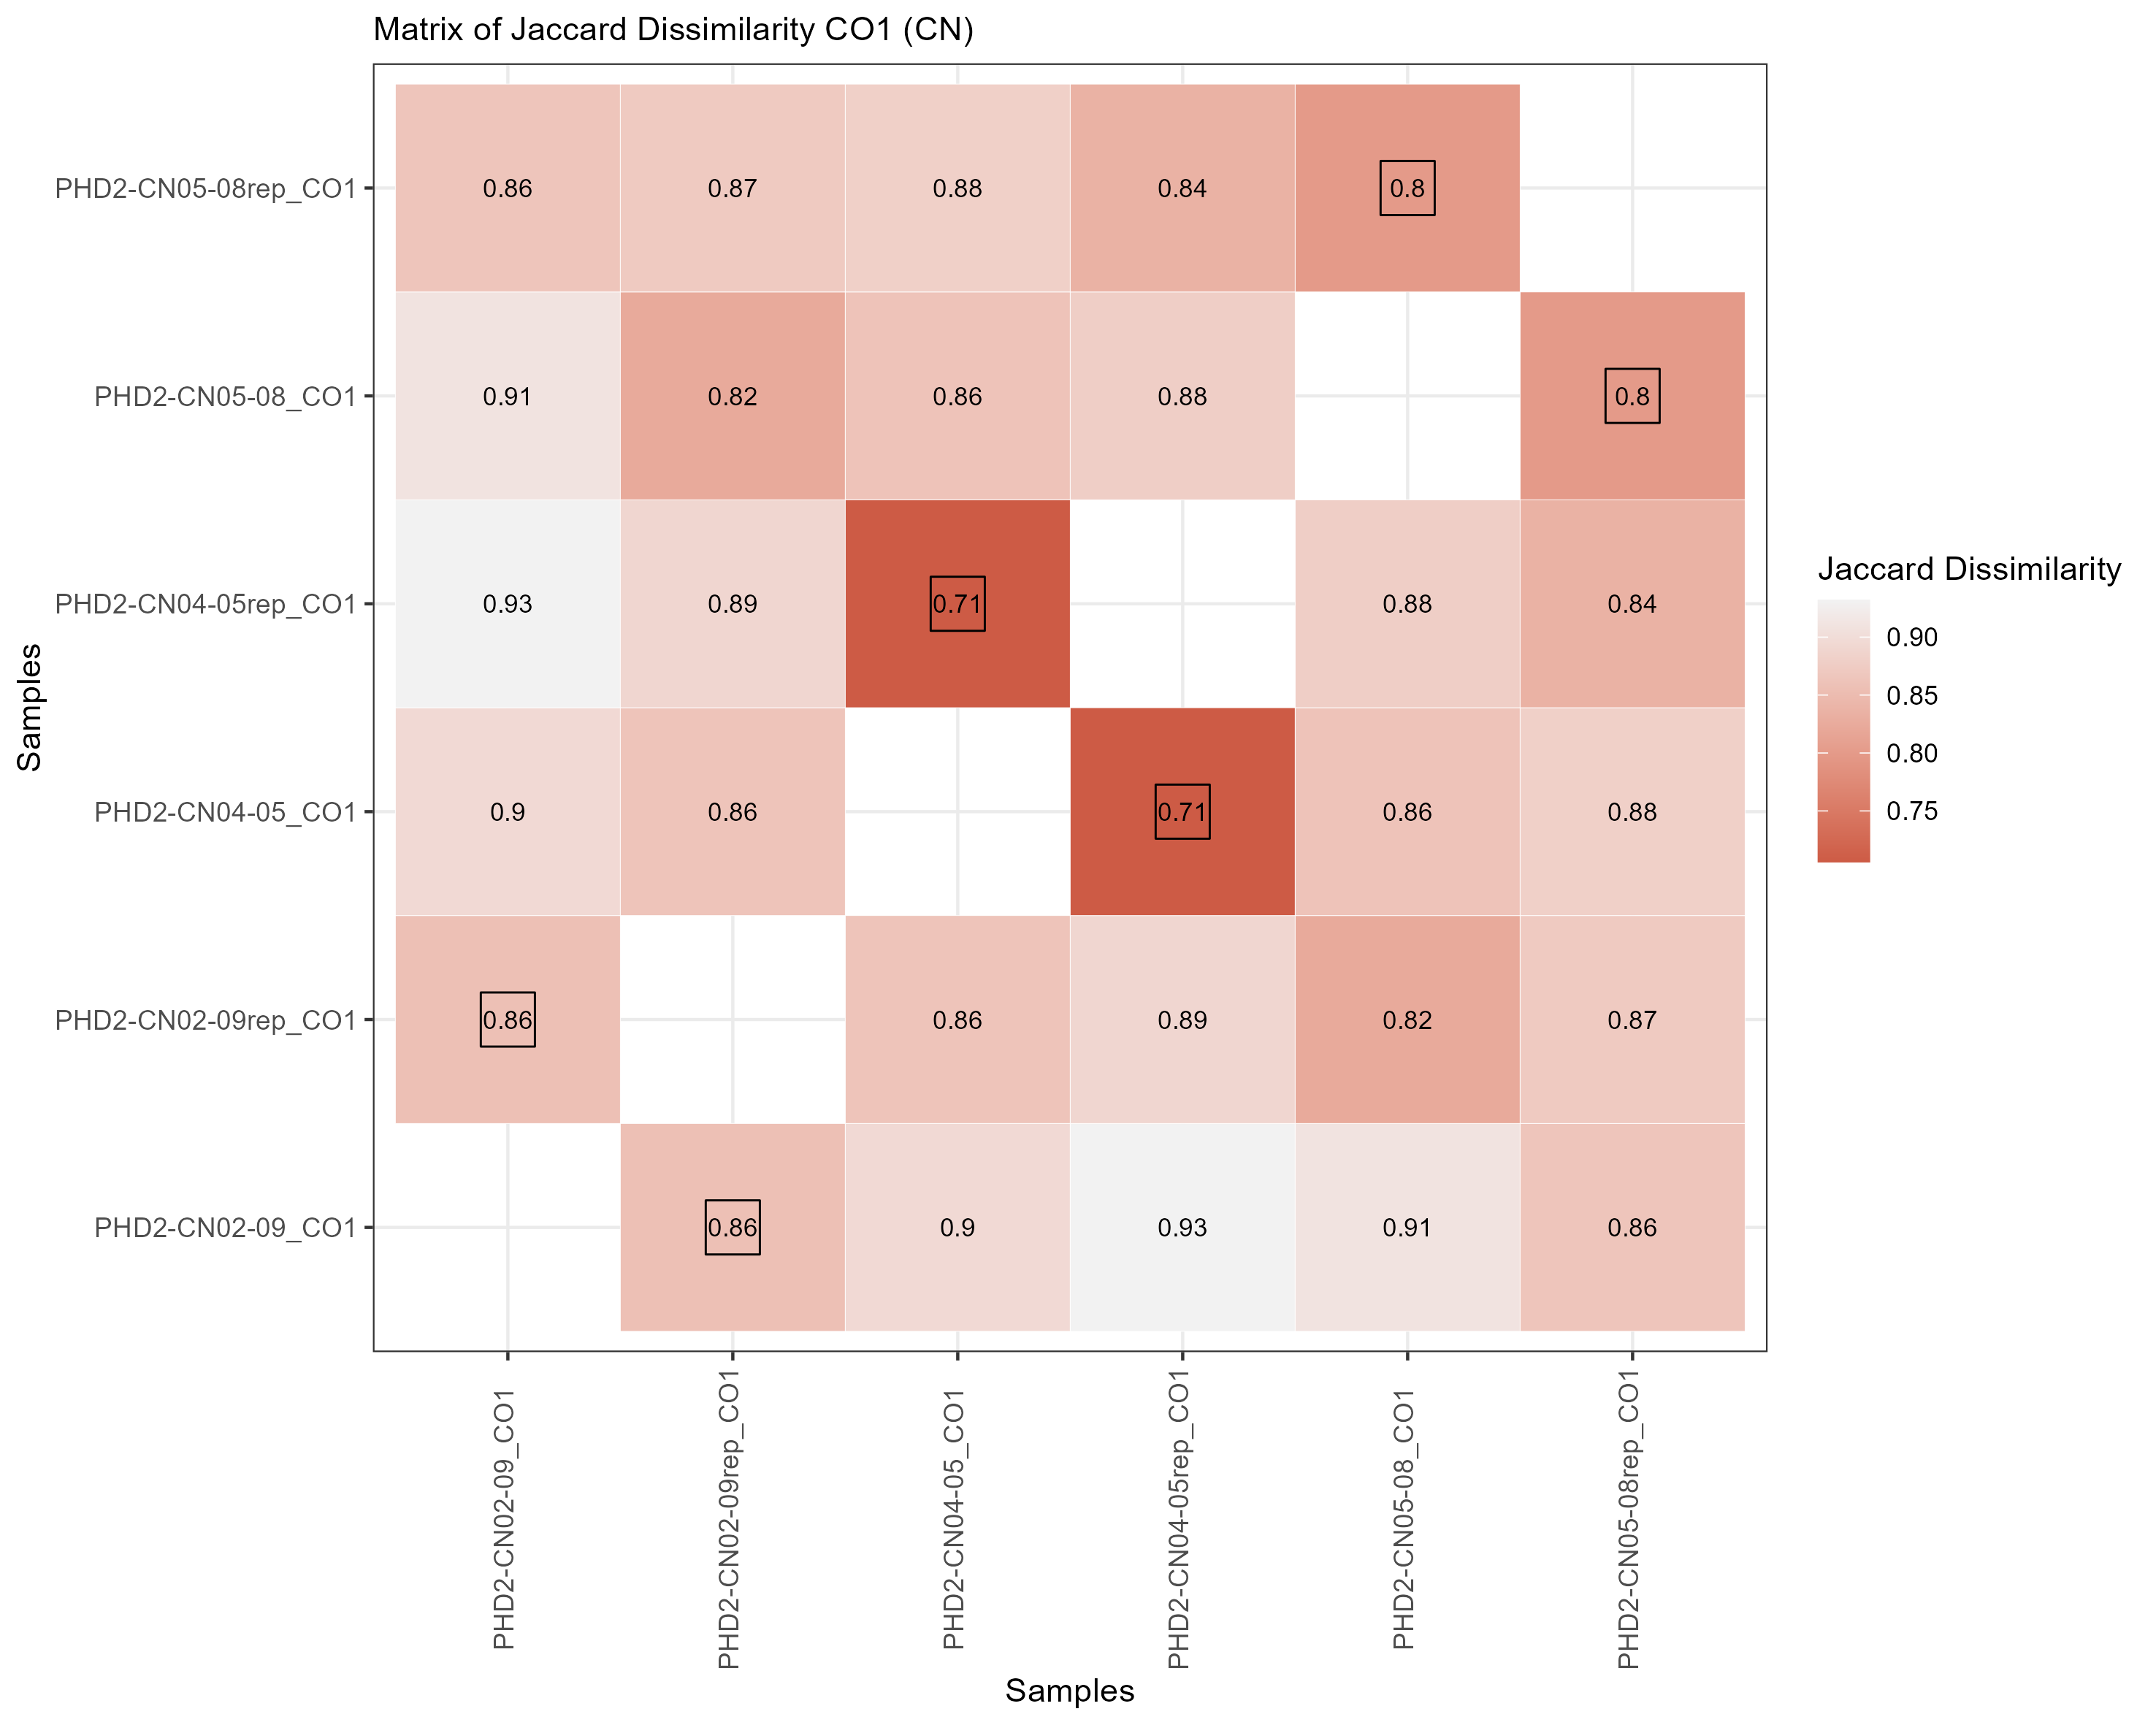 Matrix of Jaccard Dissimilarity CO1 (CN)
Samples
PHD2-CN05-08rep_CO1 0.86 0.87 0.88 0.84 0.8
PHD2-CN05-08_CO1 0.91 0.82 0.86 0.88 0.8
PHD2-CN04-05rep_CO1 0.93 0.89 0.71 0.88 0.84
PHD2-CN04-05_CO1 0.9 0.86 0.71 0.86 0.88
PHD2-CN02-09rep_CO1 0.86 0.86 0.89 0.82 0.87
PHD2-CN02-09_CO1 0.86 0.9 0.93 0.91 0.86
PHD2-CN02-09_CO1
PHD2-CN02-09rep_CO1
PHD2-CN04-05_CO1
PHD2-CN04-05rep_CO1
PHD2-CN05-08_CO1
PHD2-CN05-08rep_CO1
Samples
Jaccard Dissimilarity
0.90
0.85
0.80
0.75